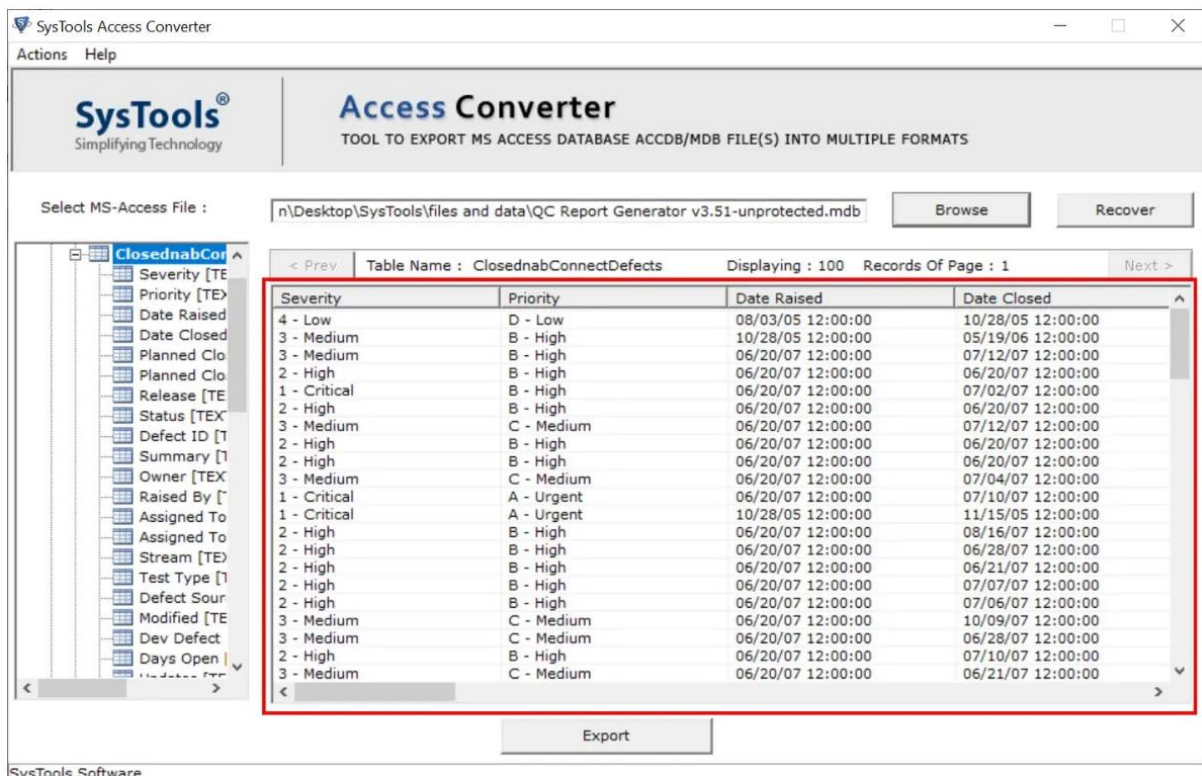 SysTools Access Converter
Actions Help
SysTools®
Simplifying Technology
Access Converter
TOOL TO EXPORT MS ACCESS DATABASE ACCDB/MDB FILE(S) INTO MULTIPLE FORMATS
Select MS-Access File :
n\Desktop\SysTools\files and data\QC Report Generator v3.51-unprotected.mdb
Browse
Recover
ClosednabCor
Severity [TE
Priority [TEX
Date Raised
Date Closed
Planned Clo
Planned Clo
Release [TE
Status [TEX
Defect ID [T
Summary [T
Owner [TEX
Raised By [
Assigned To
Assigned To
Stream [TEX
Test Type [T
Defect Sour
Modified [TE
Dev Defect
Days Open
< Prev Table Name : ClosednabConnectDefects Displaying : 100 Records Of Page : 1 Next >
Severity Priority Date Raised Date Closed
4 - Low D - Low 08/03/05 12:00:00 10/28/05 12:00:00
3 - Medium B - High 10/28/05 12:00:00 05/19/06 12:00:00
3 - Medium B - High 06/20/07 12:00:00 07/12/07 12:00:00
2 - High B - High 06/20/07 12:00:00 06/20/07 12:00:00
1 - Critical B - High 06/20/07 12:00:00 07/02/07 12:00:00
2 - High B - High 06/20/07 12:00:00 06/20/07 12:00:00
3 - Medium C - Medium 06/20/07 12:00:00 07/12/07 12:00:00
2 - High B - High 06/20/07 12:00:00 06/20/07 12:00:00
2 - High B - High 06/20/07 12:00:00 06/20/07 12:00:00
3 - Medium C - Medium 06/20/07 12:00:00 07/04/07 12:00:00
1 - Critical A - Urgent 06/20/07 12:00:00 07/10/07 12:00:00
1 - Critical A - Urgent 10/28/05 12:00:00 11/15/05 12:00:00
2 - High B - High 06/20/07 12:00:00 08/16/07 12:00:00
2 - High B - High 06/20/07 12:00:00 06/28/07 12:00:00
2 - High B - High 06/20/07 12:00:00 06/21/07 12:00:00
2 - High B - High 06/20/07 12:00:00 07/07/07 12:00:00
2 - High B - High 06/20/07 12:00:00 07/06/07 12:00:00
3 - Medium C - Medium 06/20/07 12:00:00 10/09/07 12:00:00
3 - Medium C - Medium 06/20/07 12:00:00 06/28/07 12:00:00
2 - High B - High 06/20/07 12:00:00 07/10/07 12:00:00
3 - Medium C - Medium 06/20/07 12:00:00 06/21/07 12:00:00
Export
SysTools Software